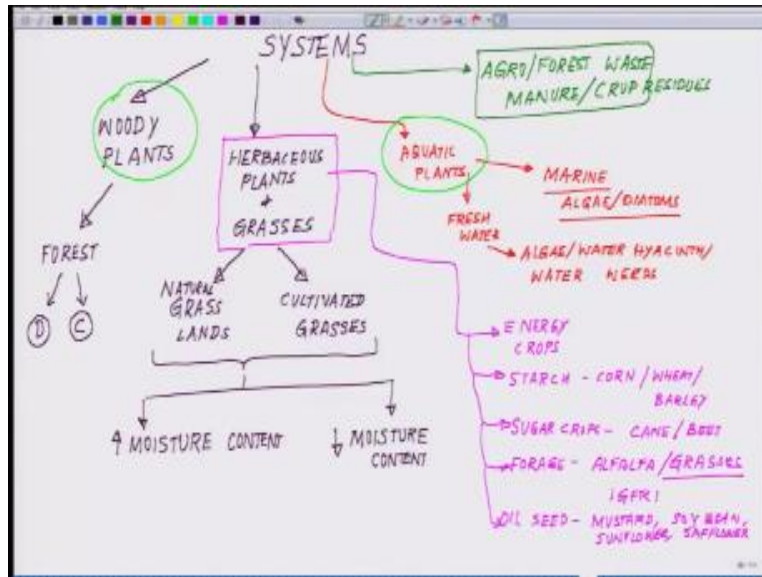 SYSTEMS
AGRO/FOREST WASTE
MANURE/CROP RESIDUES
WOODY
PLANTS
HERBACEOUS
PLANTS
+
GRASSES
AQUATIC
PLANTS
MARINE
ALGAE/DIATOMS
FRESH
WATER
ALGAE/WATER HYACINTH/
WATER WEEDS
FOREST
D C
NATURAL
GRASS
LANDS
CULTIVATED
GRASSES
↑ MOISTURE CONTENT
↓ MOISTURE
CONTENT
ENERGY
CROPS
STARCH - CORN/WHEAT/
BARLEY
SUGAR CROPS - CANE/BEET
FORAGE - ALFALFA/GRASSES
OIL SEED - MUSTARD, SOYBEAN,
SUNFLOWER, SAFFLOWER